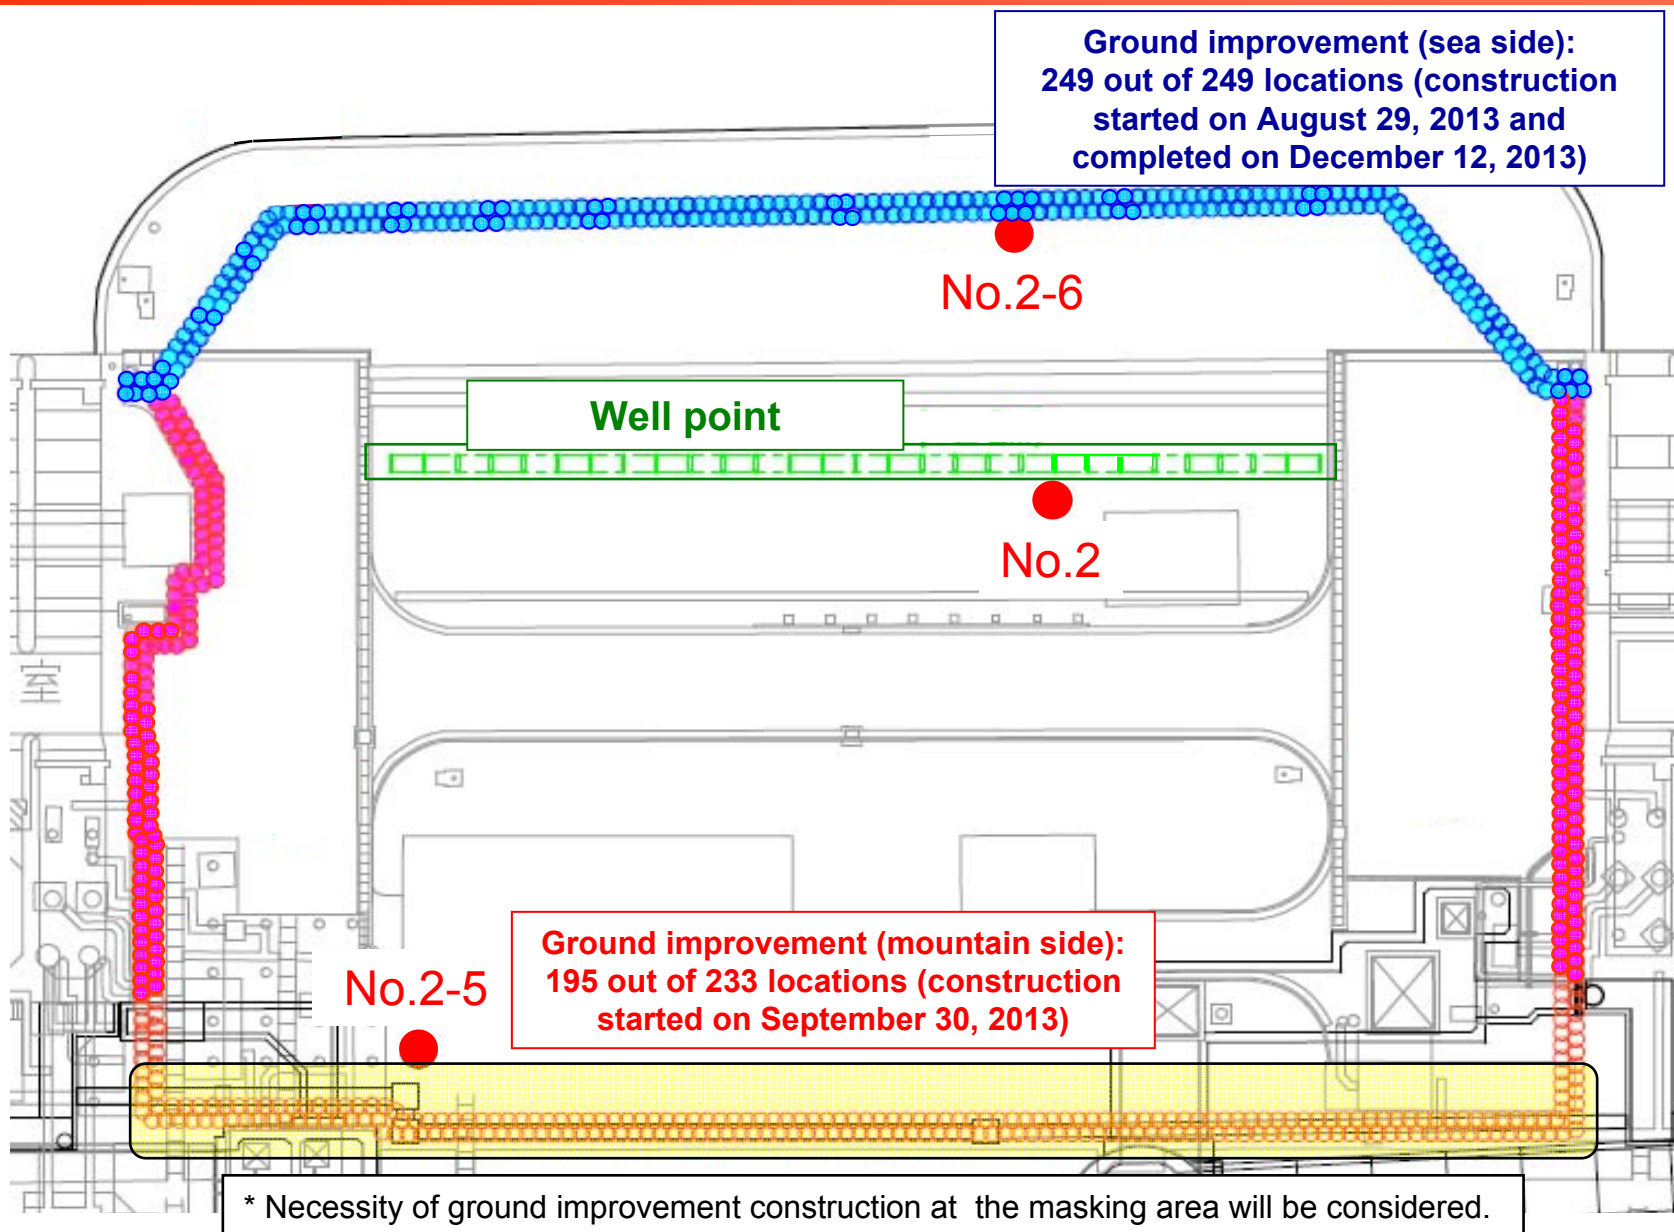 Ground improvement (sea side):
249 out of 249 locations (construction
started on August 29, 2013 and
completed on December 12, 2013)
No.2-6
Well point
No.2
室
Ground improvement (mountain side):
195 out of 233 locations (construction
started on September 30, 2013)
No.2-5
* Necessity of ground improvement construction at the masking area will be considered.